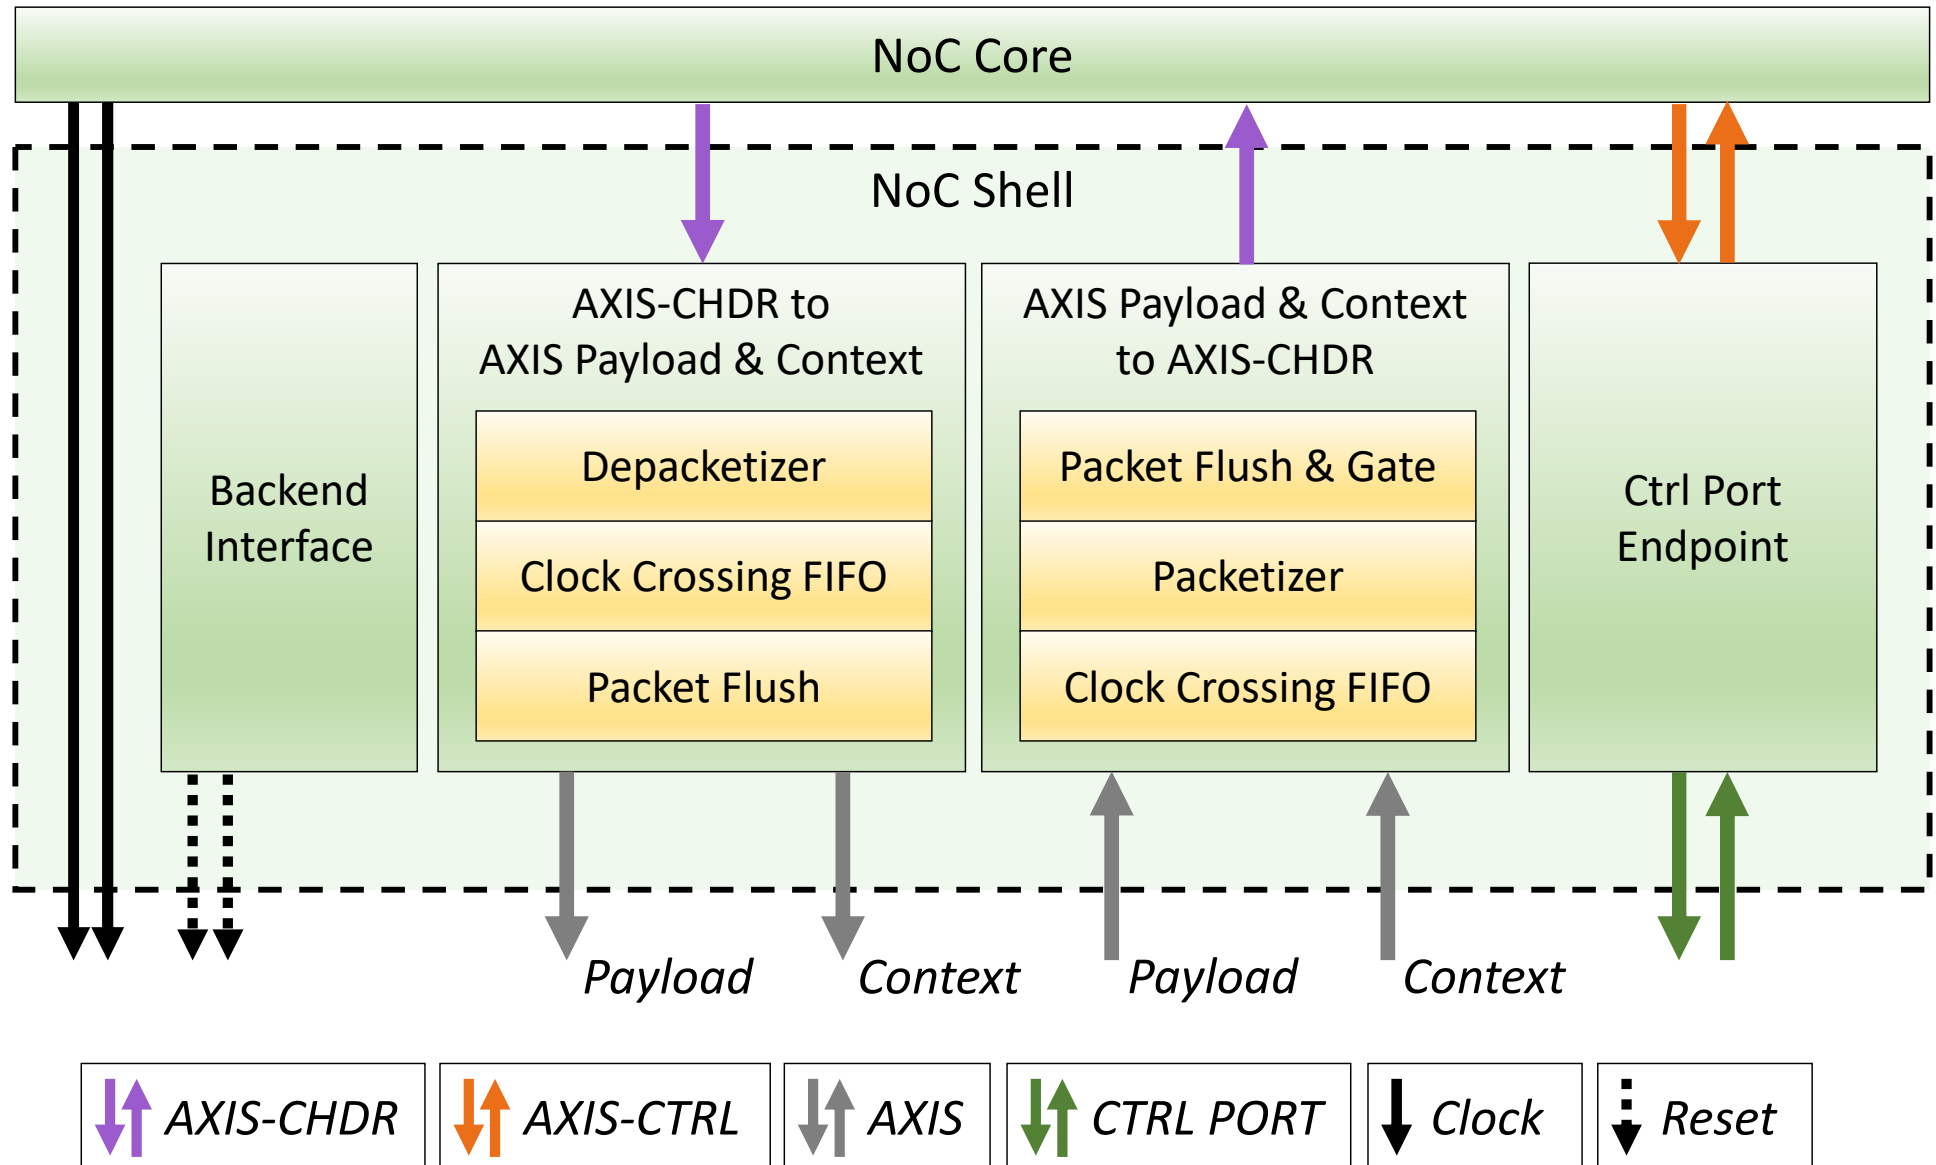 NoC Core
NoC Shell
Backend
Interface
AXIS-CHDR to
AXIS Payload & Context
Depacketizer
Clock Crossing FIFO
Packet Flush
AXIS Payload & Context
to AXIS-CHDR
Packet Flush & Gate
Packetizer
Clock Crossing FIFO
Ctrl Port
Endpoint
Payload
Context
Payload
Context
AXIS-CHDR
AXIS-CTRL
AXIS
CTRL PORT
Clock
Reset